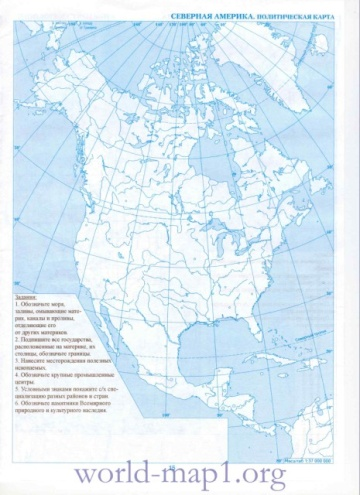 СЕВЕРНАЯ АМЕРИКА. ПОЛИТИЧЕСКАЯ КАРТА
Задания:
1. Обозначьте моря,
заливы, омывающие мате-
рик, каналы и проливы,
отделяющие его
от других материков.
2. Подпишите все государства,
расположенные на материке, их
столицы, обозначьте границы.
3. Нанесите месторождения полезных
ископаемых.
4. Обозначьте крупные промышленные
центры.
5. Условными знаками покажите с/х спе-
циализацию разных районов и стран
6. Обозначьте памятники Всемирного
природного и культурного наследия.
Масштаб
world-map1.org